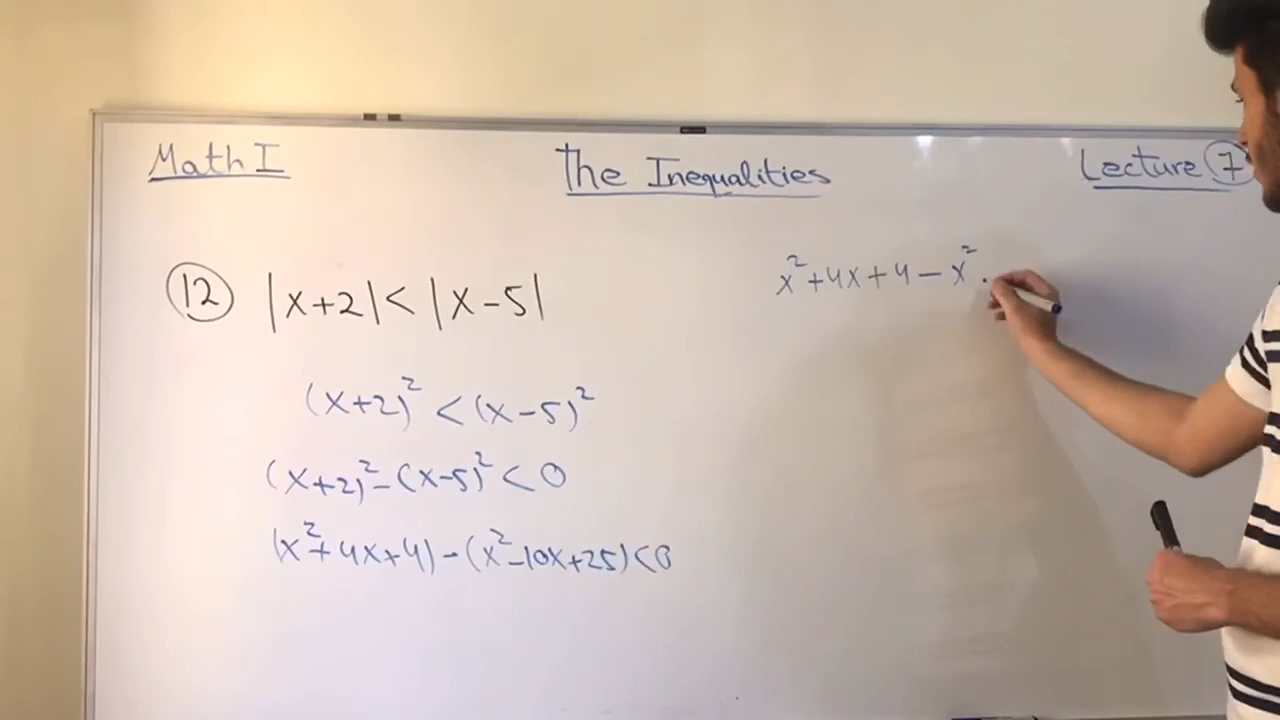 Math I
The Inequalities
Lecture 7
12 |x+2|<|x-5|
(x+2)²<(x-5)²
(x+2)²-(x-5)²<0
(x²+4x+4)-(x²-10x+25)<0
x²+4x+4-x²